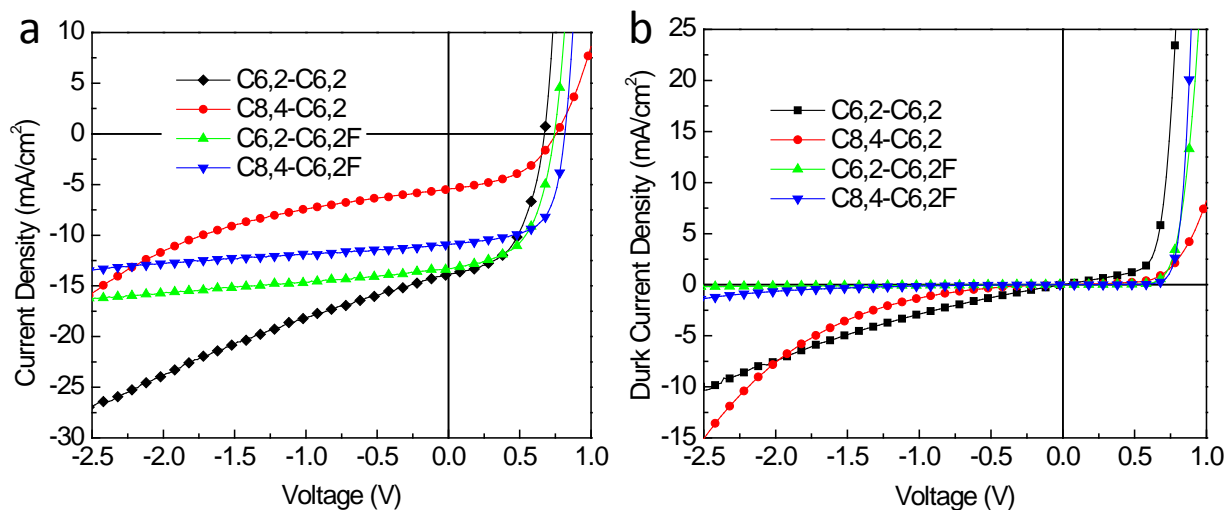 a
10
5
0
-5
-10
-15
-20
-25
-30
Current Density (mA/cm²)
C6,2-C6,2
C8,4-C6,2
C6,2-C6,2F
C8,4-C6,2F
-2.5 -2.0 -1.5 -1.0 -0.5 0.0 0.5 1.0
Voltage (V)
b
25
20
15
10
5
0
-5
-10
-15
Durk Current Density (mA/cm²)
C6,2-C6,2
C8,4-C6,2
C6,2-C6,2F
C8,4-C6,2F
-2.5 -2.0 -1.5 -1.0 -0.5 0.0 0.5 1.0
Voltage (V)